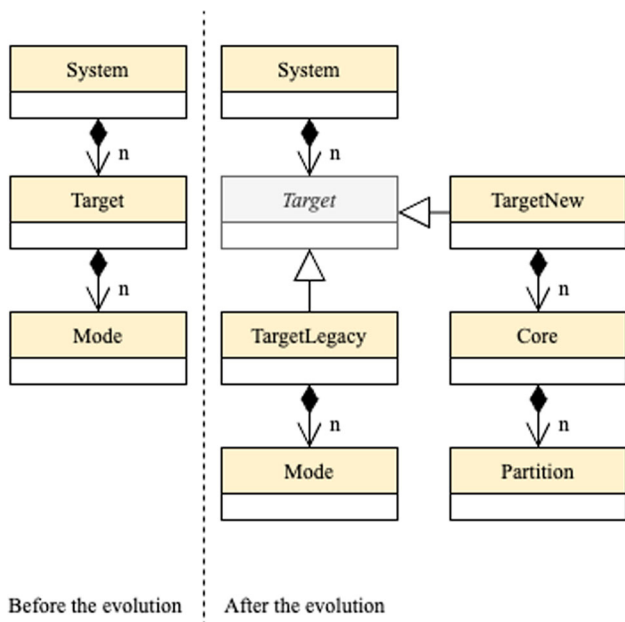 System
n
Target
n
Mode
System
n
Target
TargetNew
n
TargetLegacy
Core
n
n
Mode
Partition
Before the evolution
After the evolution